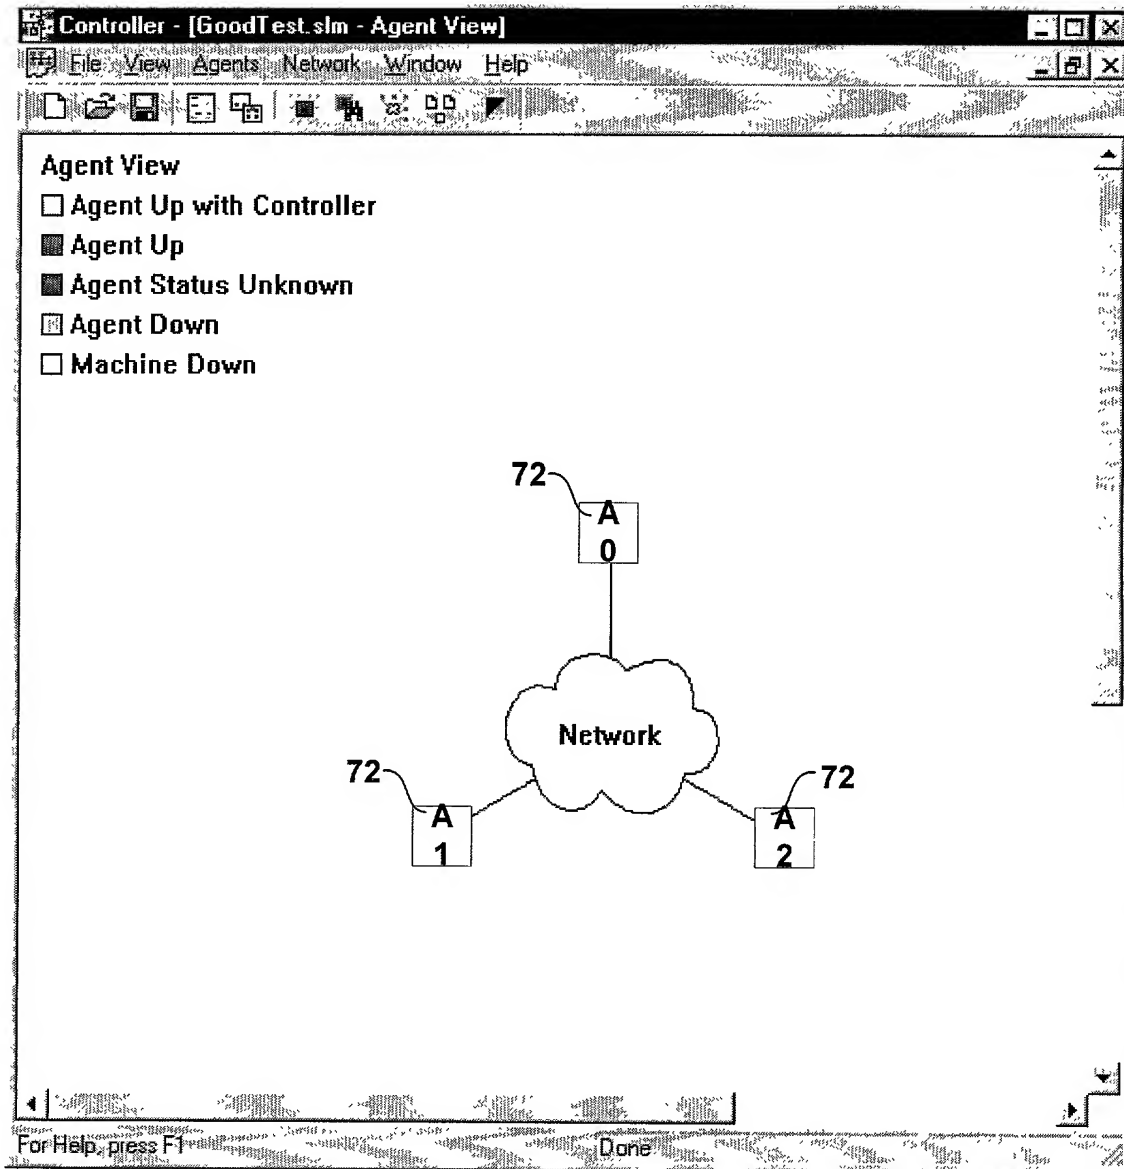 Controller - [GoodTest.slm - Agent View]
File View Agents Network Window Help
Agent View
Agent Up with Controller
Agent Up
Agent Status Unknown
Agent Down
Machine Down
72
A
0
Network
72
72
A
1
A
2
For Help, press F1 Done